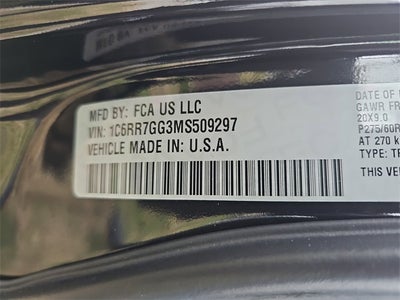 MFD BY: FCA US LLC
VIN: 1C6RR7GG3MS509297
VEHICLE MADE IN: U.S.A.
DATE OF
GAWR FR
20X9.0
P275/60R
AT 270 k
TYPE: TR
THIS VE